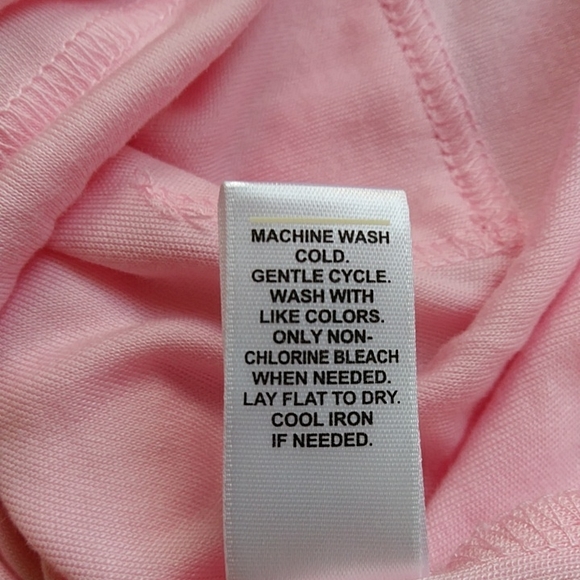 MACHINE WASH
COLD.
GENTLE CYCLE.
WASH WITH
LIKE COLORS.
ONLY NON-
CHLORINE BLEACH
WHEN NEEDED.
LAY FLAT TO DRY.
COOL IRON
IF NEEDED.